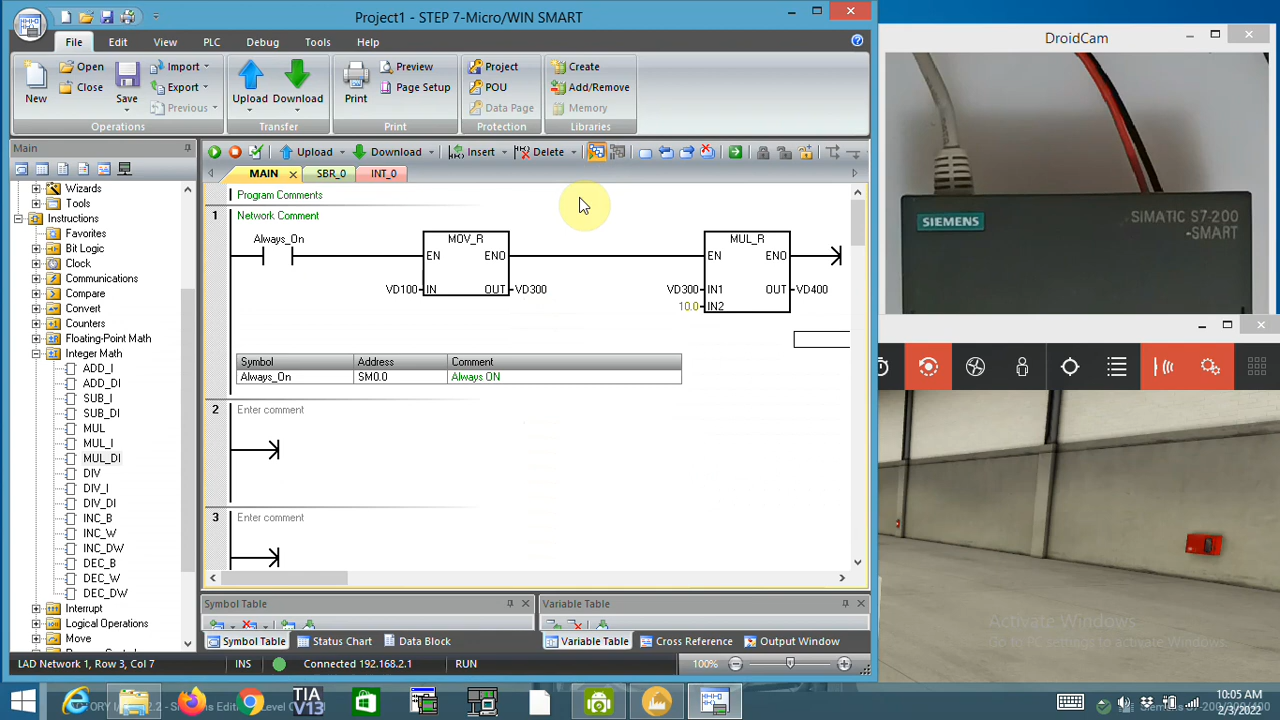 Project1 - STEP 7-Micro/WIN SMART
File Edit View PLC Debug Tools Help
New Open Close Save Import Export Previous
Operations
Upload Download
Transfer
Print Preview Page Setup
Print
Project POU Data Page
Protection
Create Add/Remove Memory
Libraries
Main
Upload Download Insert Delete
MAIN SBR_0 INT_0
Wizards
Tools
Instructions
Favorites
Bit Logic
Clock
Communications
Compare
Convert
Counters
Floating-Point Math
Integer Math
ADD_I
ADD_DI
SUB_I
SUB_DI
MUL
MUL_I
MUL_DI
DIV
DIV_I
DIV_DI
INC_B
INC_W
INC_DW
DEC_B
DEC_W
DEC_DW
Interrupt
Logical Operations
Move
Program Comments
1 Network Comment
Always_On
MOV_R
EN ENO
VD100 IN OUT VD300
MUL_R
EN ENO
VD300 IN1 OUT VD400
10.0 IN2
Symbol Address Comment
Always_On SM0.0 Always ON
2 Enter comment
3 Enter comment
Symbol Table
Variable Table
Symbol Table Status Chart Data Block
Variable Table Cross Reference Output Window
LAD Network 1, Row 3, Col 7 INS Connected 192.168.2.1 RUN 100%
DroidCam
SIEMENS
SIMATIC S7-200
-SMART
Activate Windows
Go to PC settings to activate Windows.
TIA
V13
10:05 AM
2/3/2022